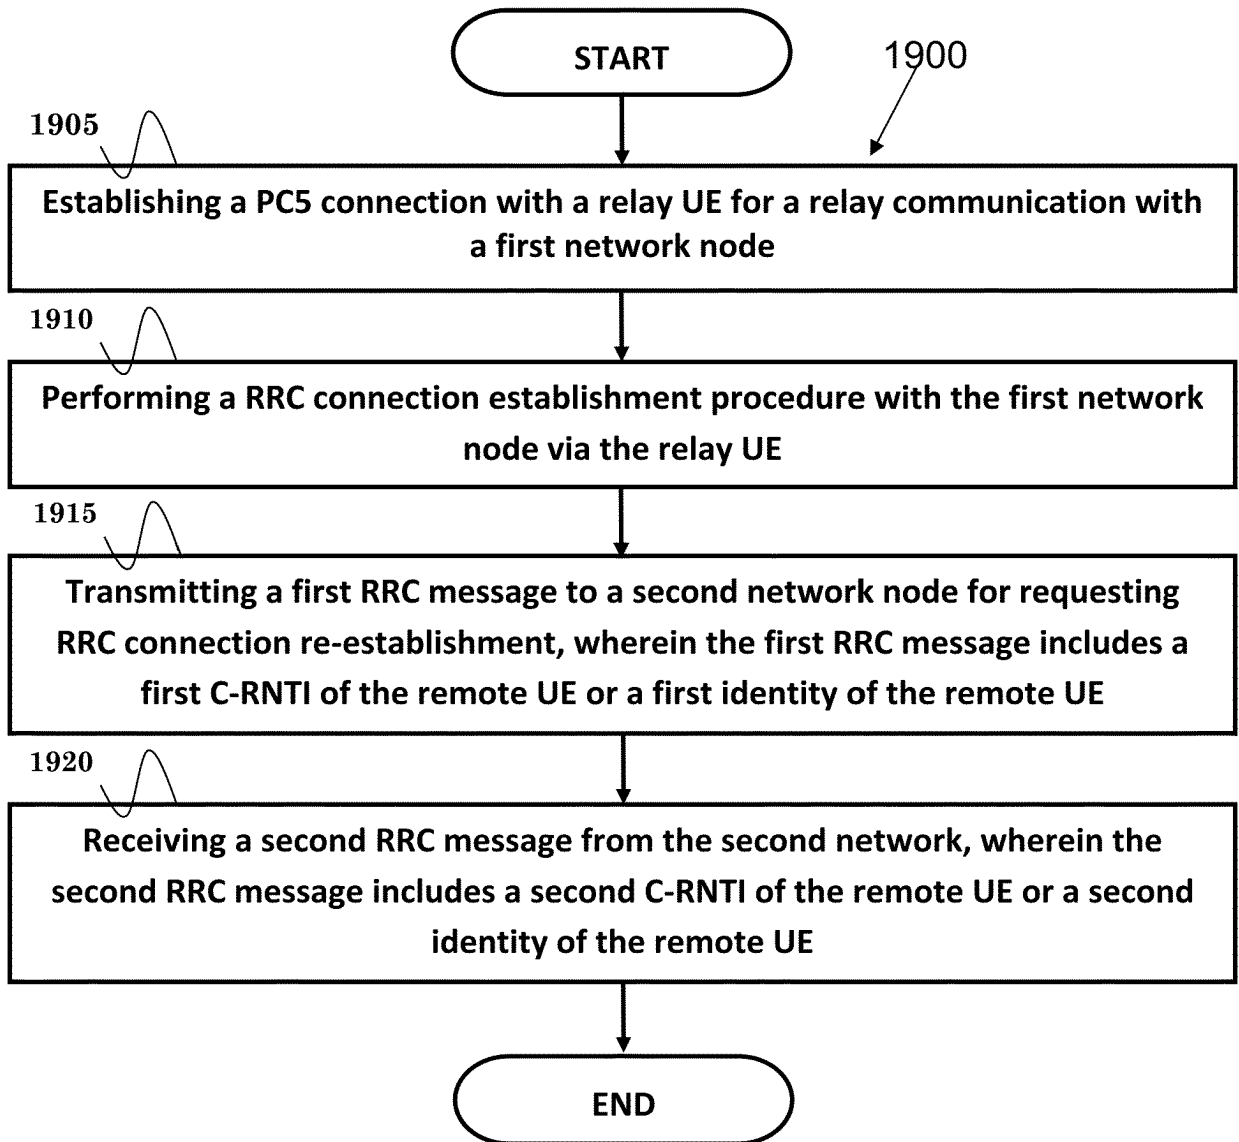 START
1900
1905
Establishing a PC5 connection with a relay UE for a relay communication with
a first network node
1910
Performing a RRC connection establishment procedure with the first network
node via the relay UE
1915
Transmitting a first RRC message to a second network node for requesting
RRC connection re-establishment, wherein the first RRC message includes a
first C-RNTI of the remote UE or a first identity of the remote UE
1920
Receiving a second RRC message from the second network, wherein the
second RRC message includes a second C-RNTI of the remote UE or a second
identity of the remote UE
END